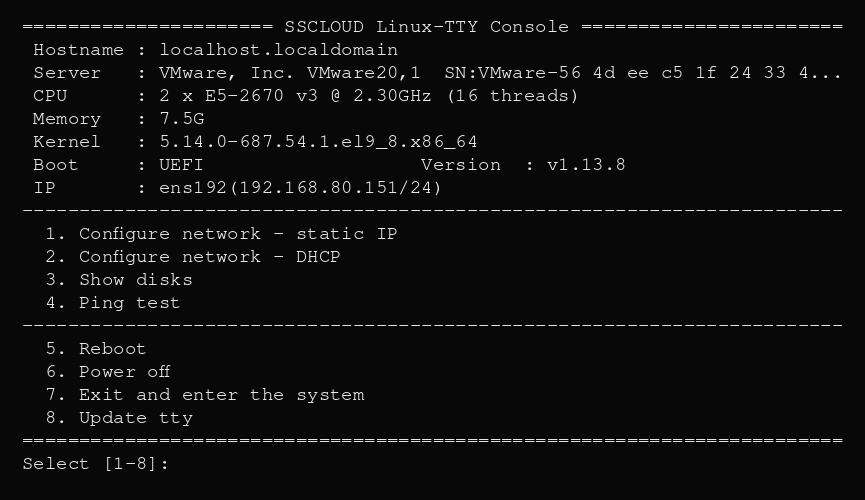 ====================== SSCLOUD Linux-TTY Console =======================
Hostname : localhost.localdomain
Server   : VMware, Inc. VMware20,1  SN:VMware-56 4d ee c5 1f 24 33 4...
CPU      : 2 x E5-2670 v3 @ 2.30GHz (16 threads)
Memory   : 7.5G
Kernel   : 5.14.0-687.54.1.el9_8.x86_64
Boot     : UEFI                   Version  : v1.13.8
IP       : ens192(192.168.80.151/24)
------------------------------------------------------------------------
1. Configure network - static IP
2. Configure network - DHCP
3. Show disks
4. Ping test
------------------------------------------------------------------------
5. Reboot
6. Power off
7. Exit and enter the system
8. Update tty
========================================================================
Select [1-8]: